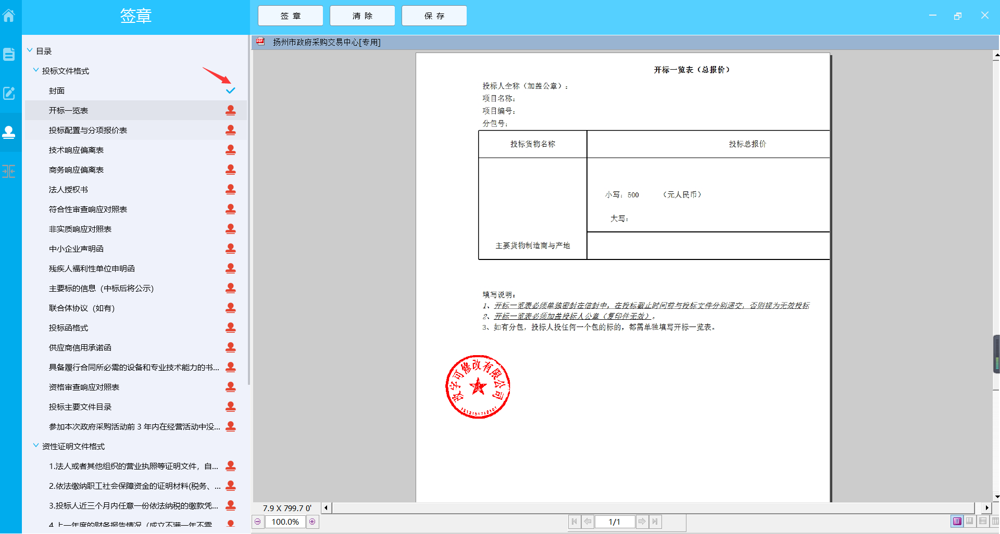 签章
签 章
清 除
保 存
目录
投标文件格式
封面
开标一览表
投标配置与分项报价表
技术响应偏离表
商务响应偏离表
法人授权书
符合性审查响应对照表
非实质响应对照表
中小企业声明函
残疾人福利性单位申明函
主要标的信息（中标后将公示）
联合体协议（如有）
投标函格式
供应商信用承诺函
具备履行合同所必需的设备和专业技术能力的书...
资格审查响应对照表
投标主要文件目录
参加本次政府采购活动前 3 年内在经营活动中没...
资性证明文件格式
1.法人或者其他组织的营业执照等证明文件，自...
2.依法缴纳职工社会保障资金的证明材料(税务、...
3.投标人近三个月内任意一份依法纳税的缴款凭...
4.上一年度的财务报告情况（成立不满一年不需
PDF
扬州市政府采购交易中心[专用]
开标一览表（总报价）
投标人全称（加盖公章）：
项目名称：
项目编号：
分包号：
投标货物名称
投标总报价
小写：500 （元人民币）
大写：
主要货物制造商与产地
填写说明：
1、开标一览表必须单独密封在信封中，在投标截止时间前与投标文件分别递交，否则视为无效投标
2、开标一览表必须加盖投标人公章（复印件无效）。
3、如有分包，投标人投任何一个包的标的，都需单独填写开标一览表。
数字可修改有限公司
7.9 X 799.7 0'
100.0%
1/1